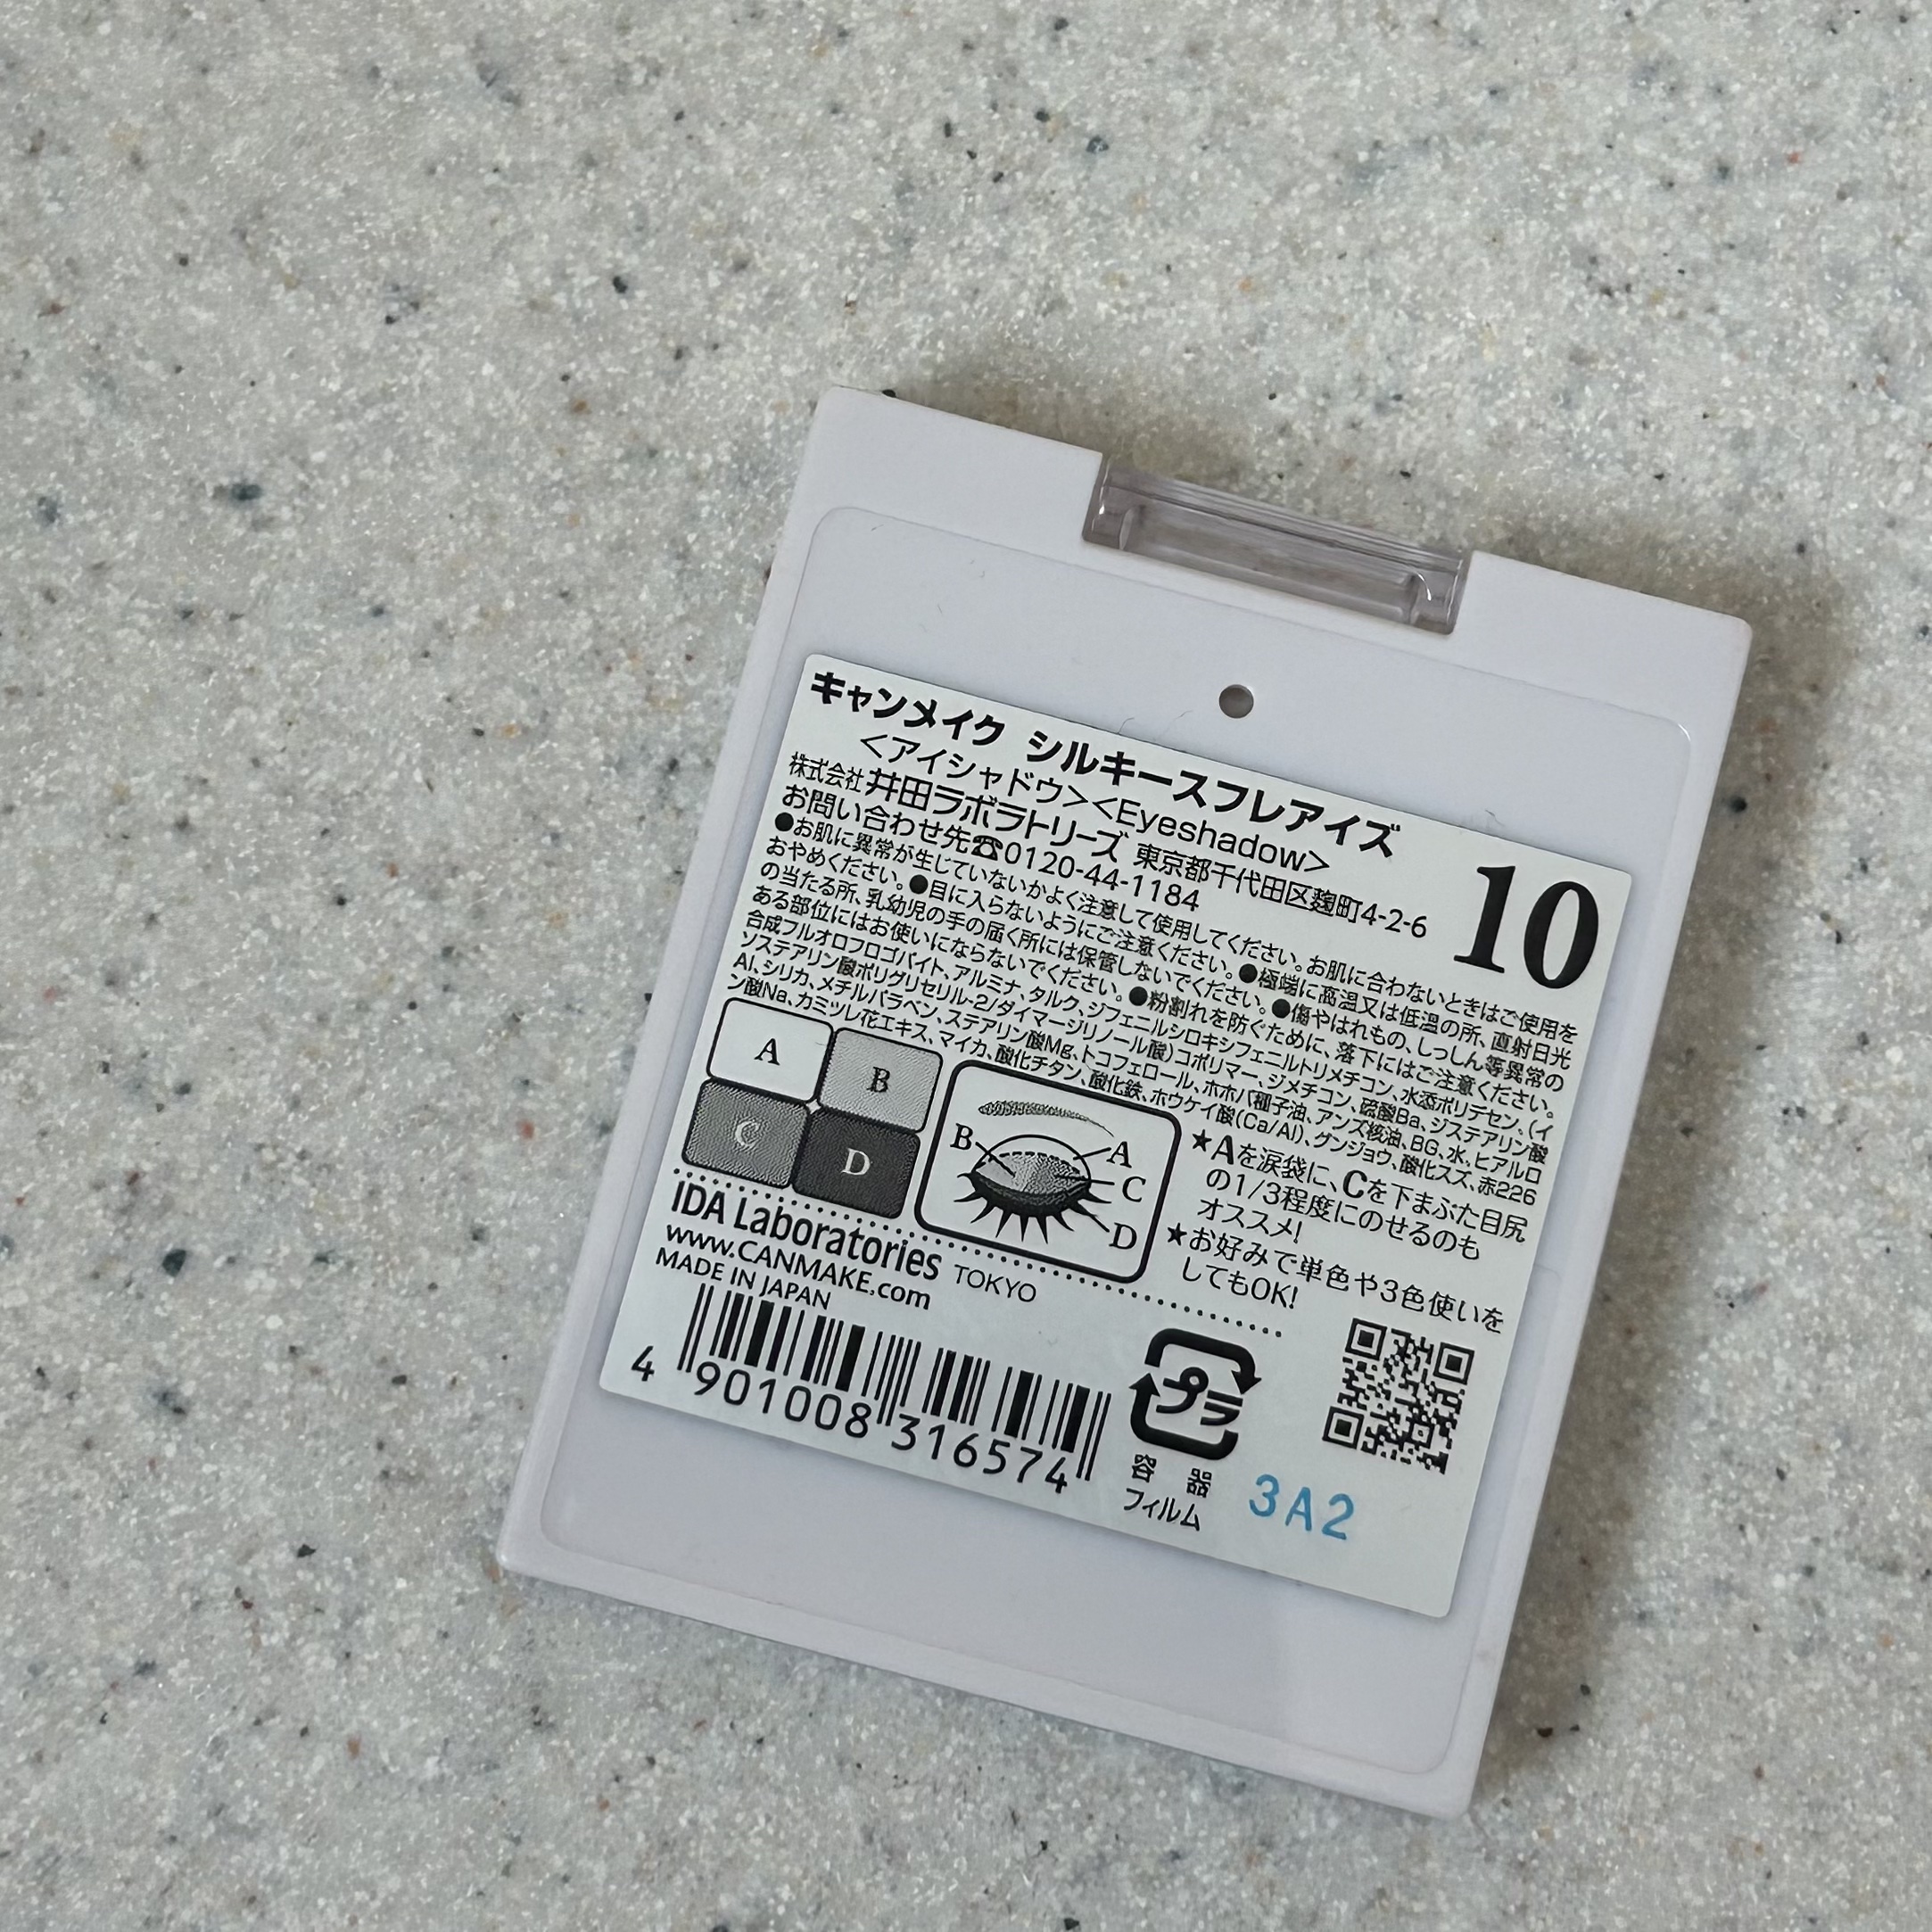 キャンメイク シルキースフレアイズ
<アイシャドウ><Eyeshadow>
株式会社 井田ラボラトリーズ 東京都千代田区麹町4-2-6
お問い合わせ先☎0120-44-1184
10
●お肌に異常が生じていないかよく注意して使用してください。お肌に合わないときはご使用を
おやめください。●目に入らないようにご注意ください。●極端に高温又は低温の所、直射日光
の当たる所、乳幼児の手の届く所には保管しないでください。●傷やはれもの、しっしん等異常の
ある部位にはお使いにならないでください。●粉割れを防ぐために、落下にはご注意ください。
合成フルオロフロゴパイト、アルミナ、タルク、ジフェニルシロキシフェニルトリメチコン、水添ポリデセン、(イ
ソステアリン酸ポリグリセリル-2/ダイマージリノール酸)コポリマー、ジメチコン、硫酸Ba、ジステアリン酸
Al、シリカ、メチルパラベン、ステアリン酸Mg、トコフェロール、ホホバ種子油、アンズ核油、BG、水、ヒアルロ
ン酸Na、カミツレ花エキス、マイカ、酸化チタン、酸化鉄、ホウケイ酸(Ca/Al)、グンジョウ、酸化スズ、赤226
A
B
C
D
B
A
C
D
★Aを涙袋に、Cを下まぶた目尻
の1/3程度にのせるのも
オススメ!
★お好みで単色や3色使いを
してもOK!
IDA Laboratories TOKYO
www.CANMAKE.com
MADE IN JAPAN
4 901008 316574
プラ
容器
フィルム
3A2